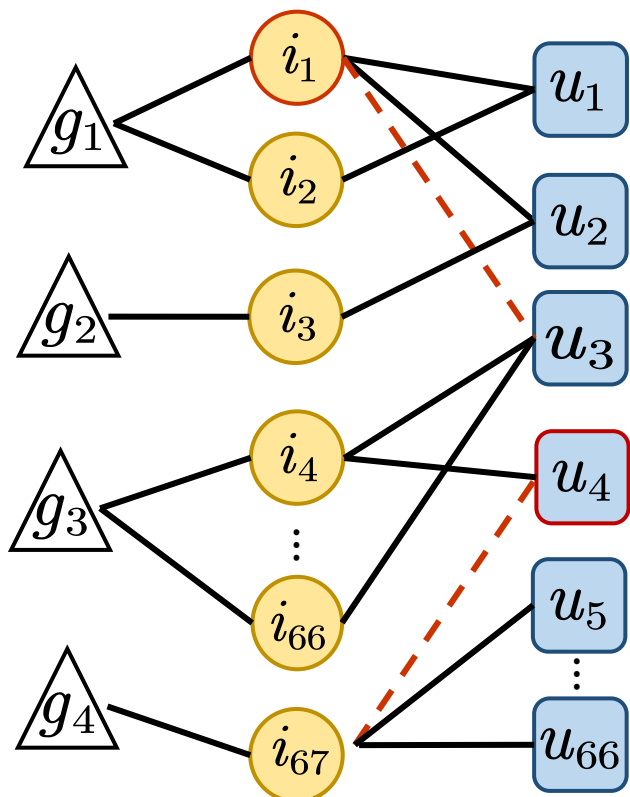 g₁ i₁ u₁
i₂ u₂
g₂ i₃ u₃
g₃ i₄ u₄
⋮
i₆₆ u₅
⋮
g₄ i₆₇ u₆₆